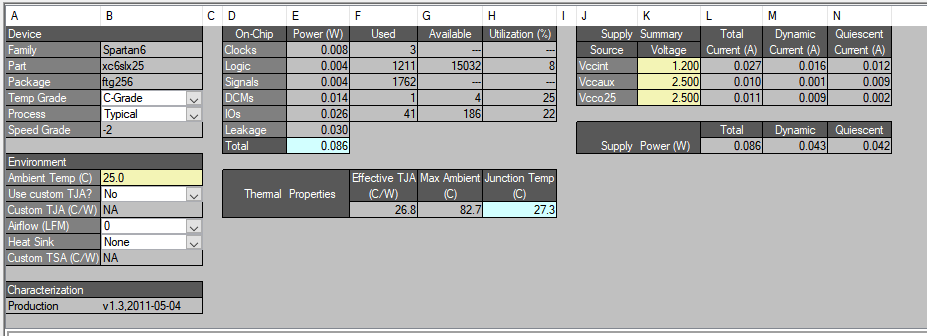 A B C D E F G H I J K L M N
Device On-Chip Power (W) Used Available Utilization (%) Supply Summary Total Dynamic Quiescent
Family Spartan6 Clocks 0.008 3 --- --- Source Voltage Current (A) Current (A) Current (A)
Part xc6slx25 Logic 0.004 1211 15032 8 Vccint 1.200 0.027 0.016 0.012
Package ftg256 Signals 0.004 1762 --- --- Vccaux 2.500 0.010 0.001 0.009
Temp Grade C-Grade DCMs 0.014 1 4 25 Vcco25 2.500 0.011 0.009 0.002
Process Typical IOs 0.026 41 186 22
Speed Grade -2 Leakage 0.030 Total Dynamic Quiescent
Total 0.086 Supply Power (W) 0.086 0.043 0.042
Environment
Ambient Temp (C) 25.0 Effective TJA Max Ambient Junction Temp
Use custom TJA? No Thermal Properties (C/W) (C) (C)
Custom TJA (C/W) NA 26.8 82.7 27.3
Airflow (LFM) 0
Heat Sink None
Custom TSA (C/W) NA
Characterization
Production v1.3,2011-05-04